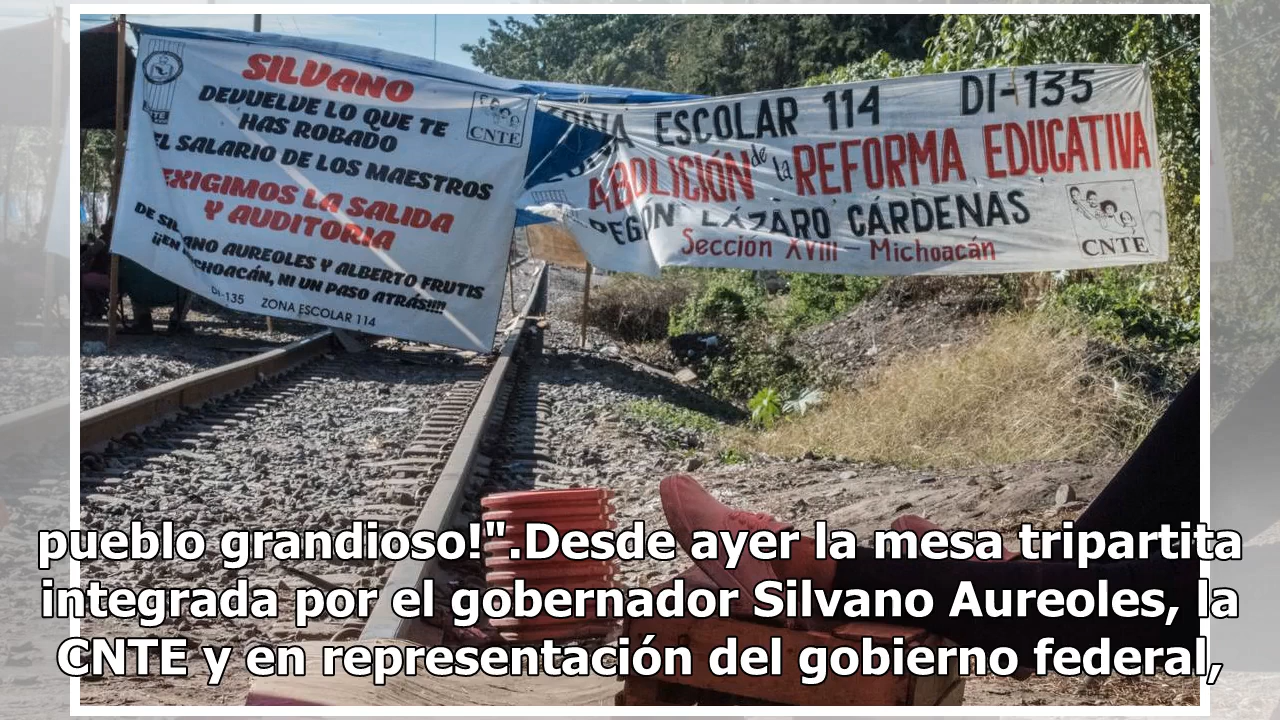 SILVANO
DEVUELVE LO QUE TE
HAS ROBADO
EL SALARIO DE LOS MAESTROS
EXIGIMOS LA SALIDA
Y AUDITORIA
DE SILVANO AUREOLES Y ALBERTO FRUTIS
¡¡EN MICHOACÁN, NI UN PASO ATRÁS!!!!
DI-135 ZONA ESCOLAR 114
CNTE
ZONA ESCOLAR 114 DI-135
ABOLICIÓN de la REFORMA EDUCATIVA
REGIÓN LÁZARO CÁRDENAS
Sección XVIII - Michoacán
CNTE
pueblo grandioso!".Desde ayer la mesa tripartita
integrada por el gobernador Silvano Aureoles, la
CNTE y en representación del gobierno federal,